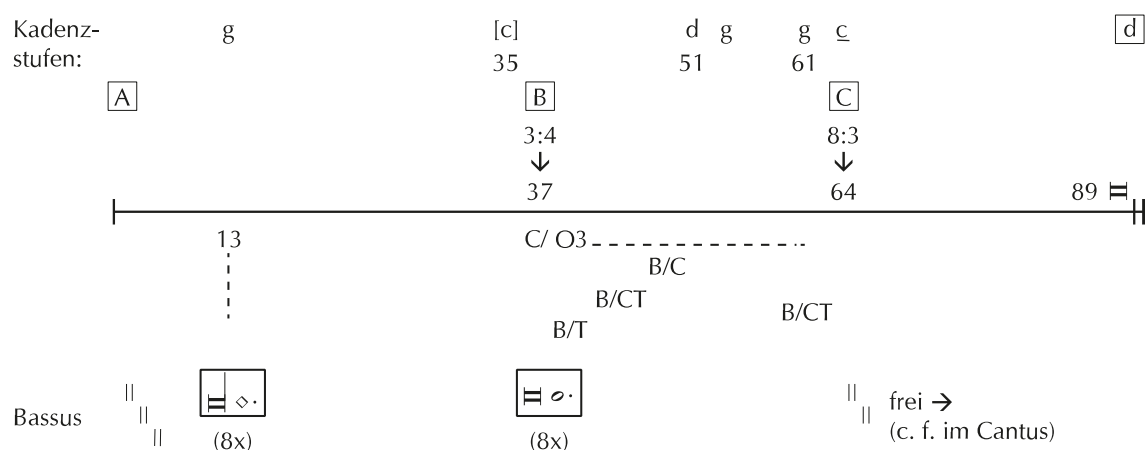 Kadenz- g [c] d g g c d
stufen: 35 51 61
A B C
3:4 8:3
37 64 89
13 C/ O3
B/C
B/CT B/CT
B/T
Bassus frei →
(8x) (8x) (c. f. im Cantus)